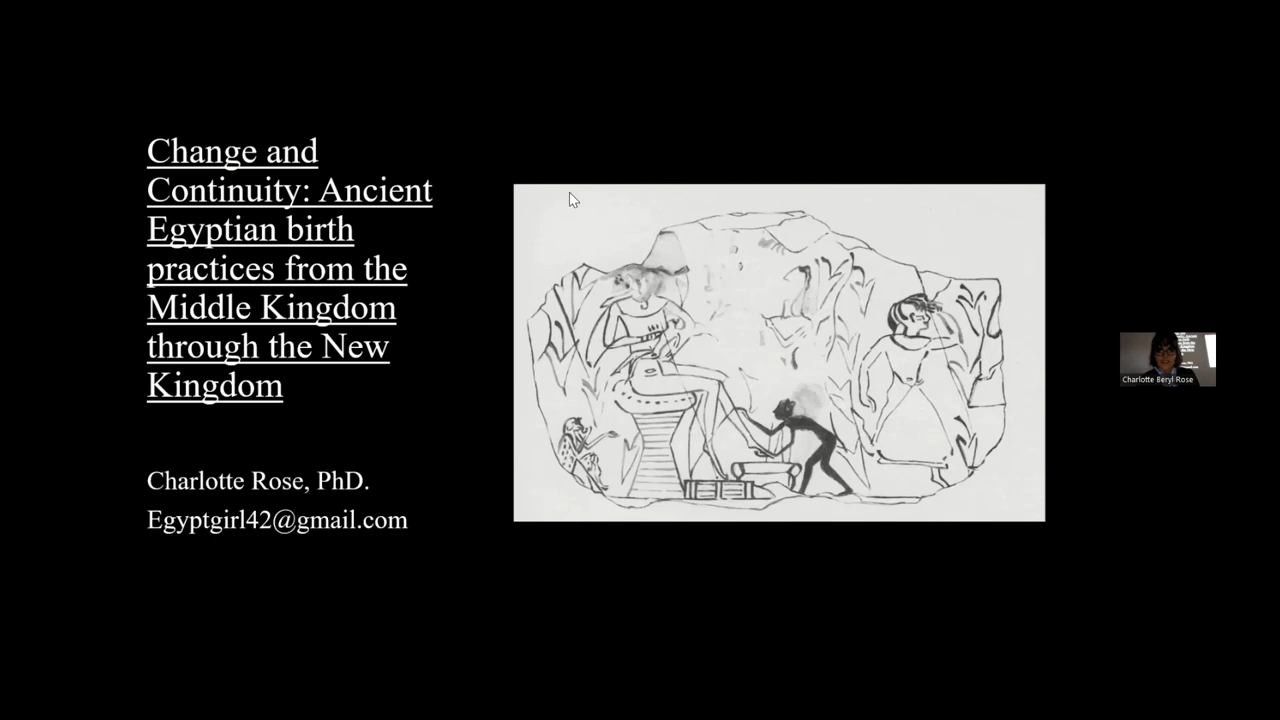 Change and
Continuity: Ancient
Egyptian birth
practices from the
Middle Kingdom
through the New
Kingdom
Charlotte Rose, PhD.
Egyptgirl42@gmail.com
Charlotte Beryl Rose